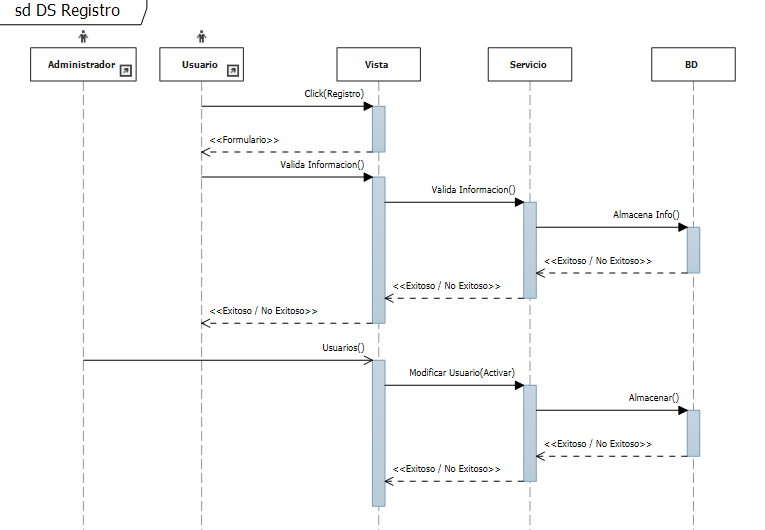 sd DS Registro
Administrador
Usuario
Vista
Servicio
BD
Click(Registro)
<<Formulario>>
Valida Informacion()
Valida Informacion()
Almacena Info()
<<Exitoso / No Exitoso>>
<<Exitoso / No Exitoso>>
<<Exitoso / No Exitoso>>
Usuarios()
Modificar Usuario(Activar)
Almacenar()
<<Exitoso / No Exitoso>>
<<Exitoso / No Exitoso>>